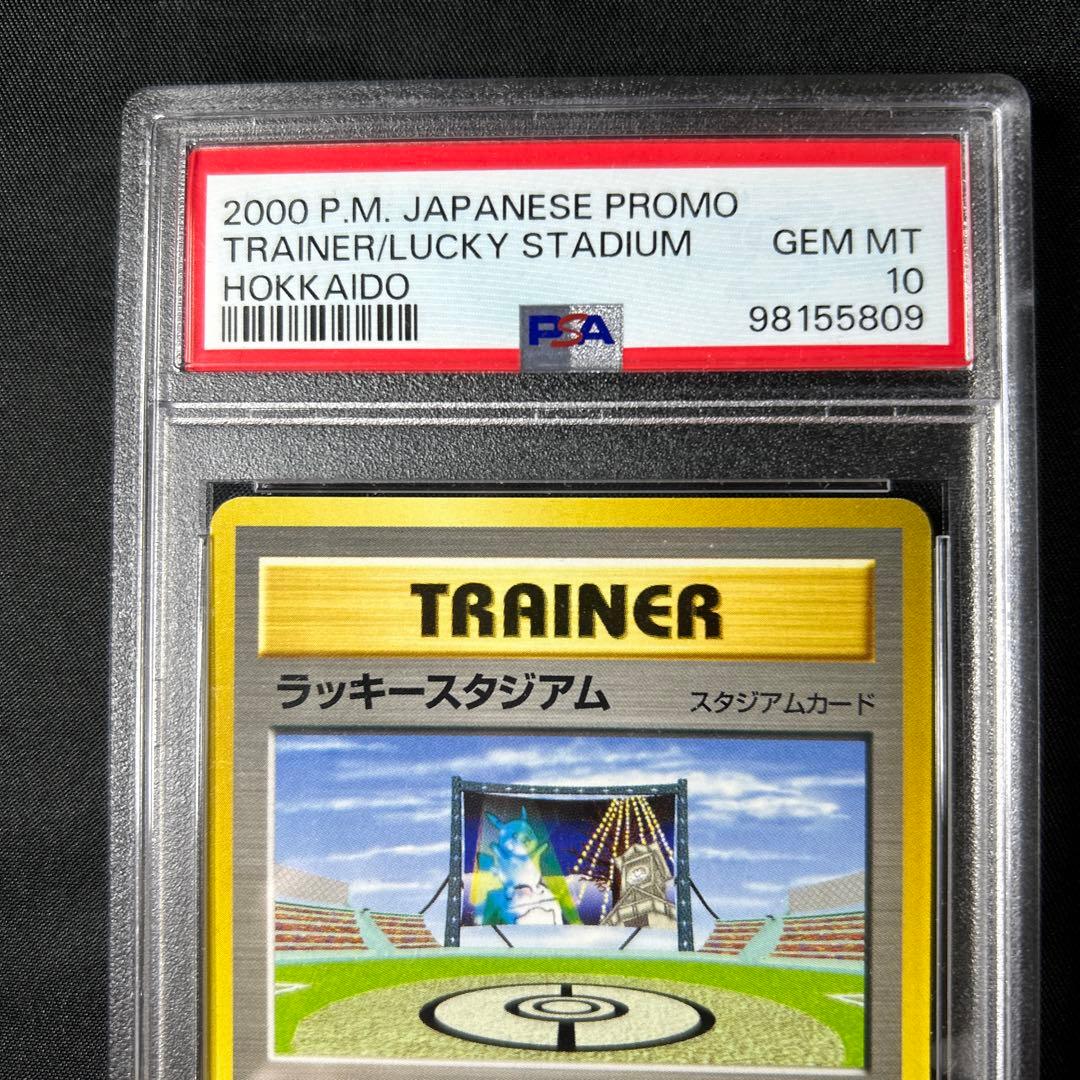 2000 P.M. JAPANESE PROMO
TRAINER/LUCKY STADIUM GEM MT
HOKKAIDO 10
98155809
PSA
TRAINER
ラッキースタジアム スタジアムカード